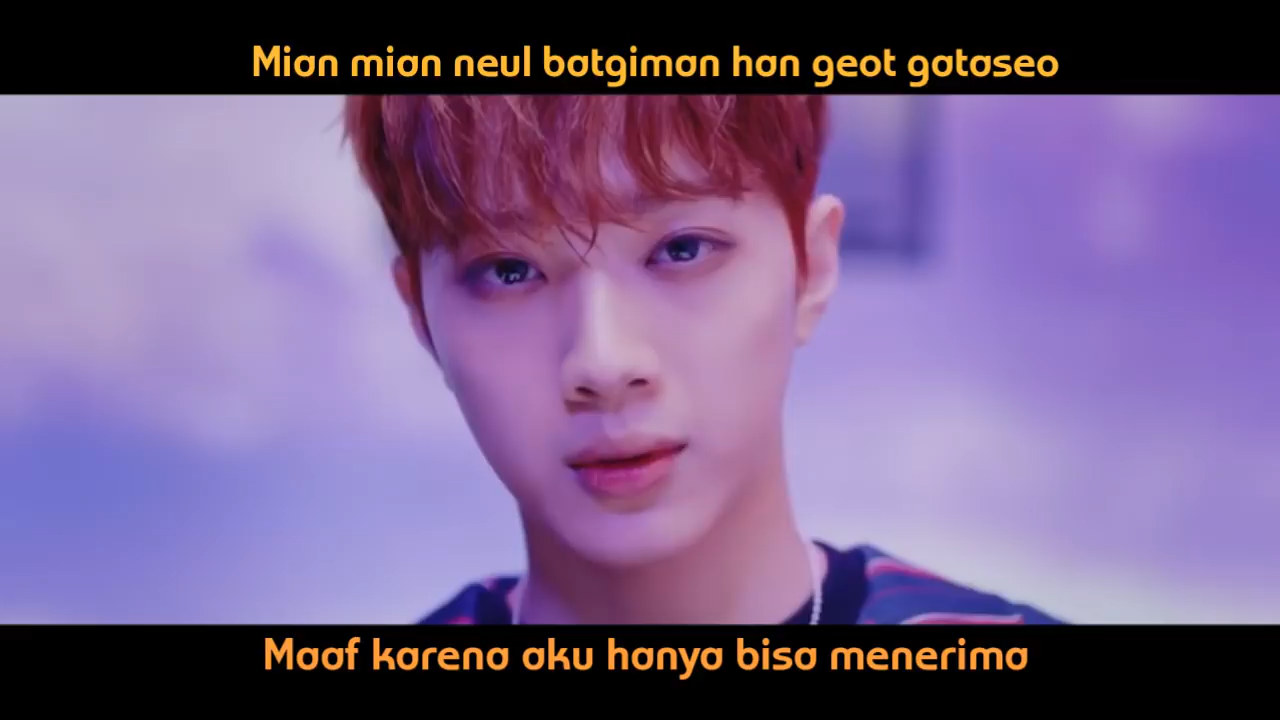 Mian mian neul batgiman han geot gataseo
Maaf karena aku hanya bisa menerima